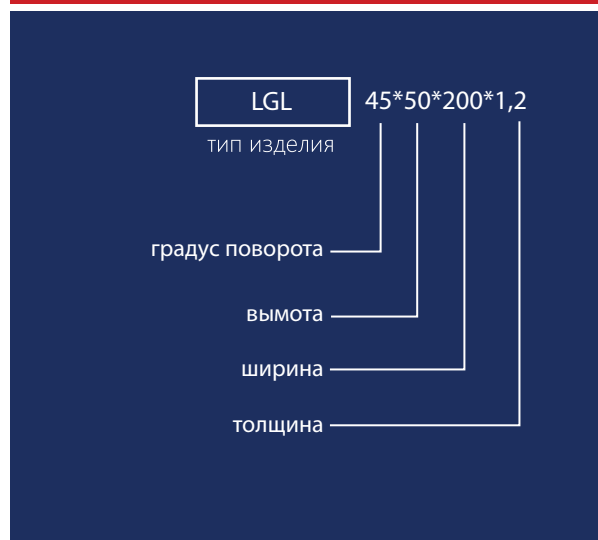 LGL 45*50*200*1,2
тип изделия
градус поворота
вымота
ширина
толщина